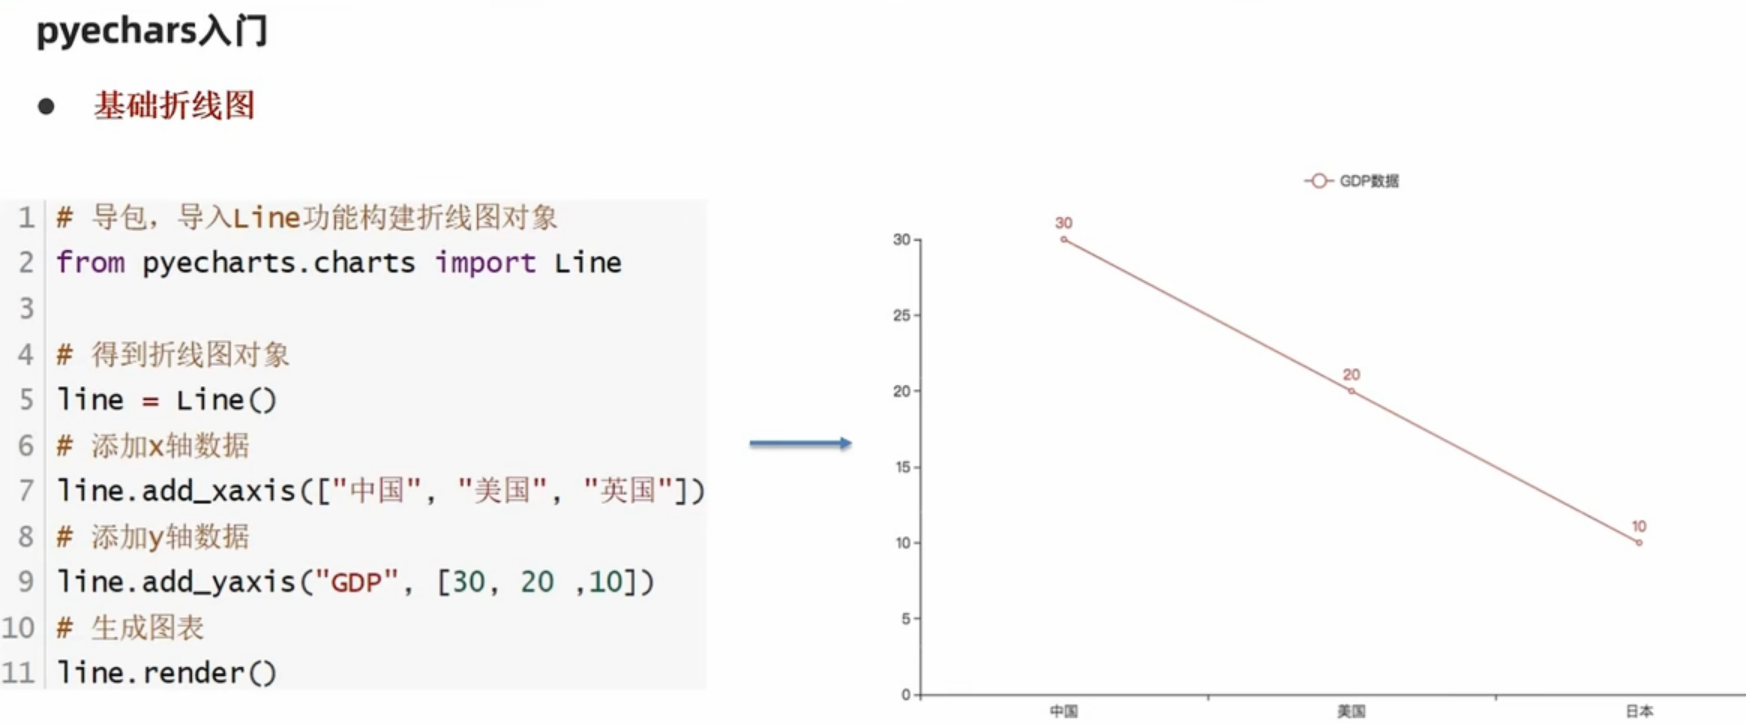 pyechars入门
● 基础折线图
1 # 导包，导入Line功能构建折线图对象
2 from pyecharts.charts import Line
3
4 # 得到折线图对象
5 line = Line()
6 # 添加x轴数据
7 line.add_xaxis(["中国", "美国", "英国"])
8 # 添加y轴数据
9 line.add_yaxis("GDP", [30, 20 ,10])
10 # 生成图表
11 line.render()
GDP数据
30
20
10
30
25
20
15
10
5
0
中国 美国 日本